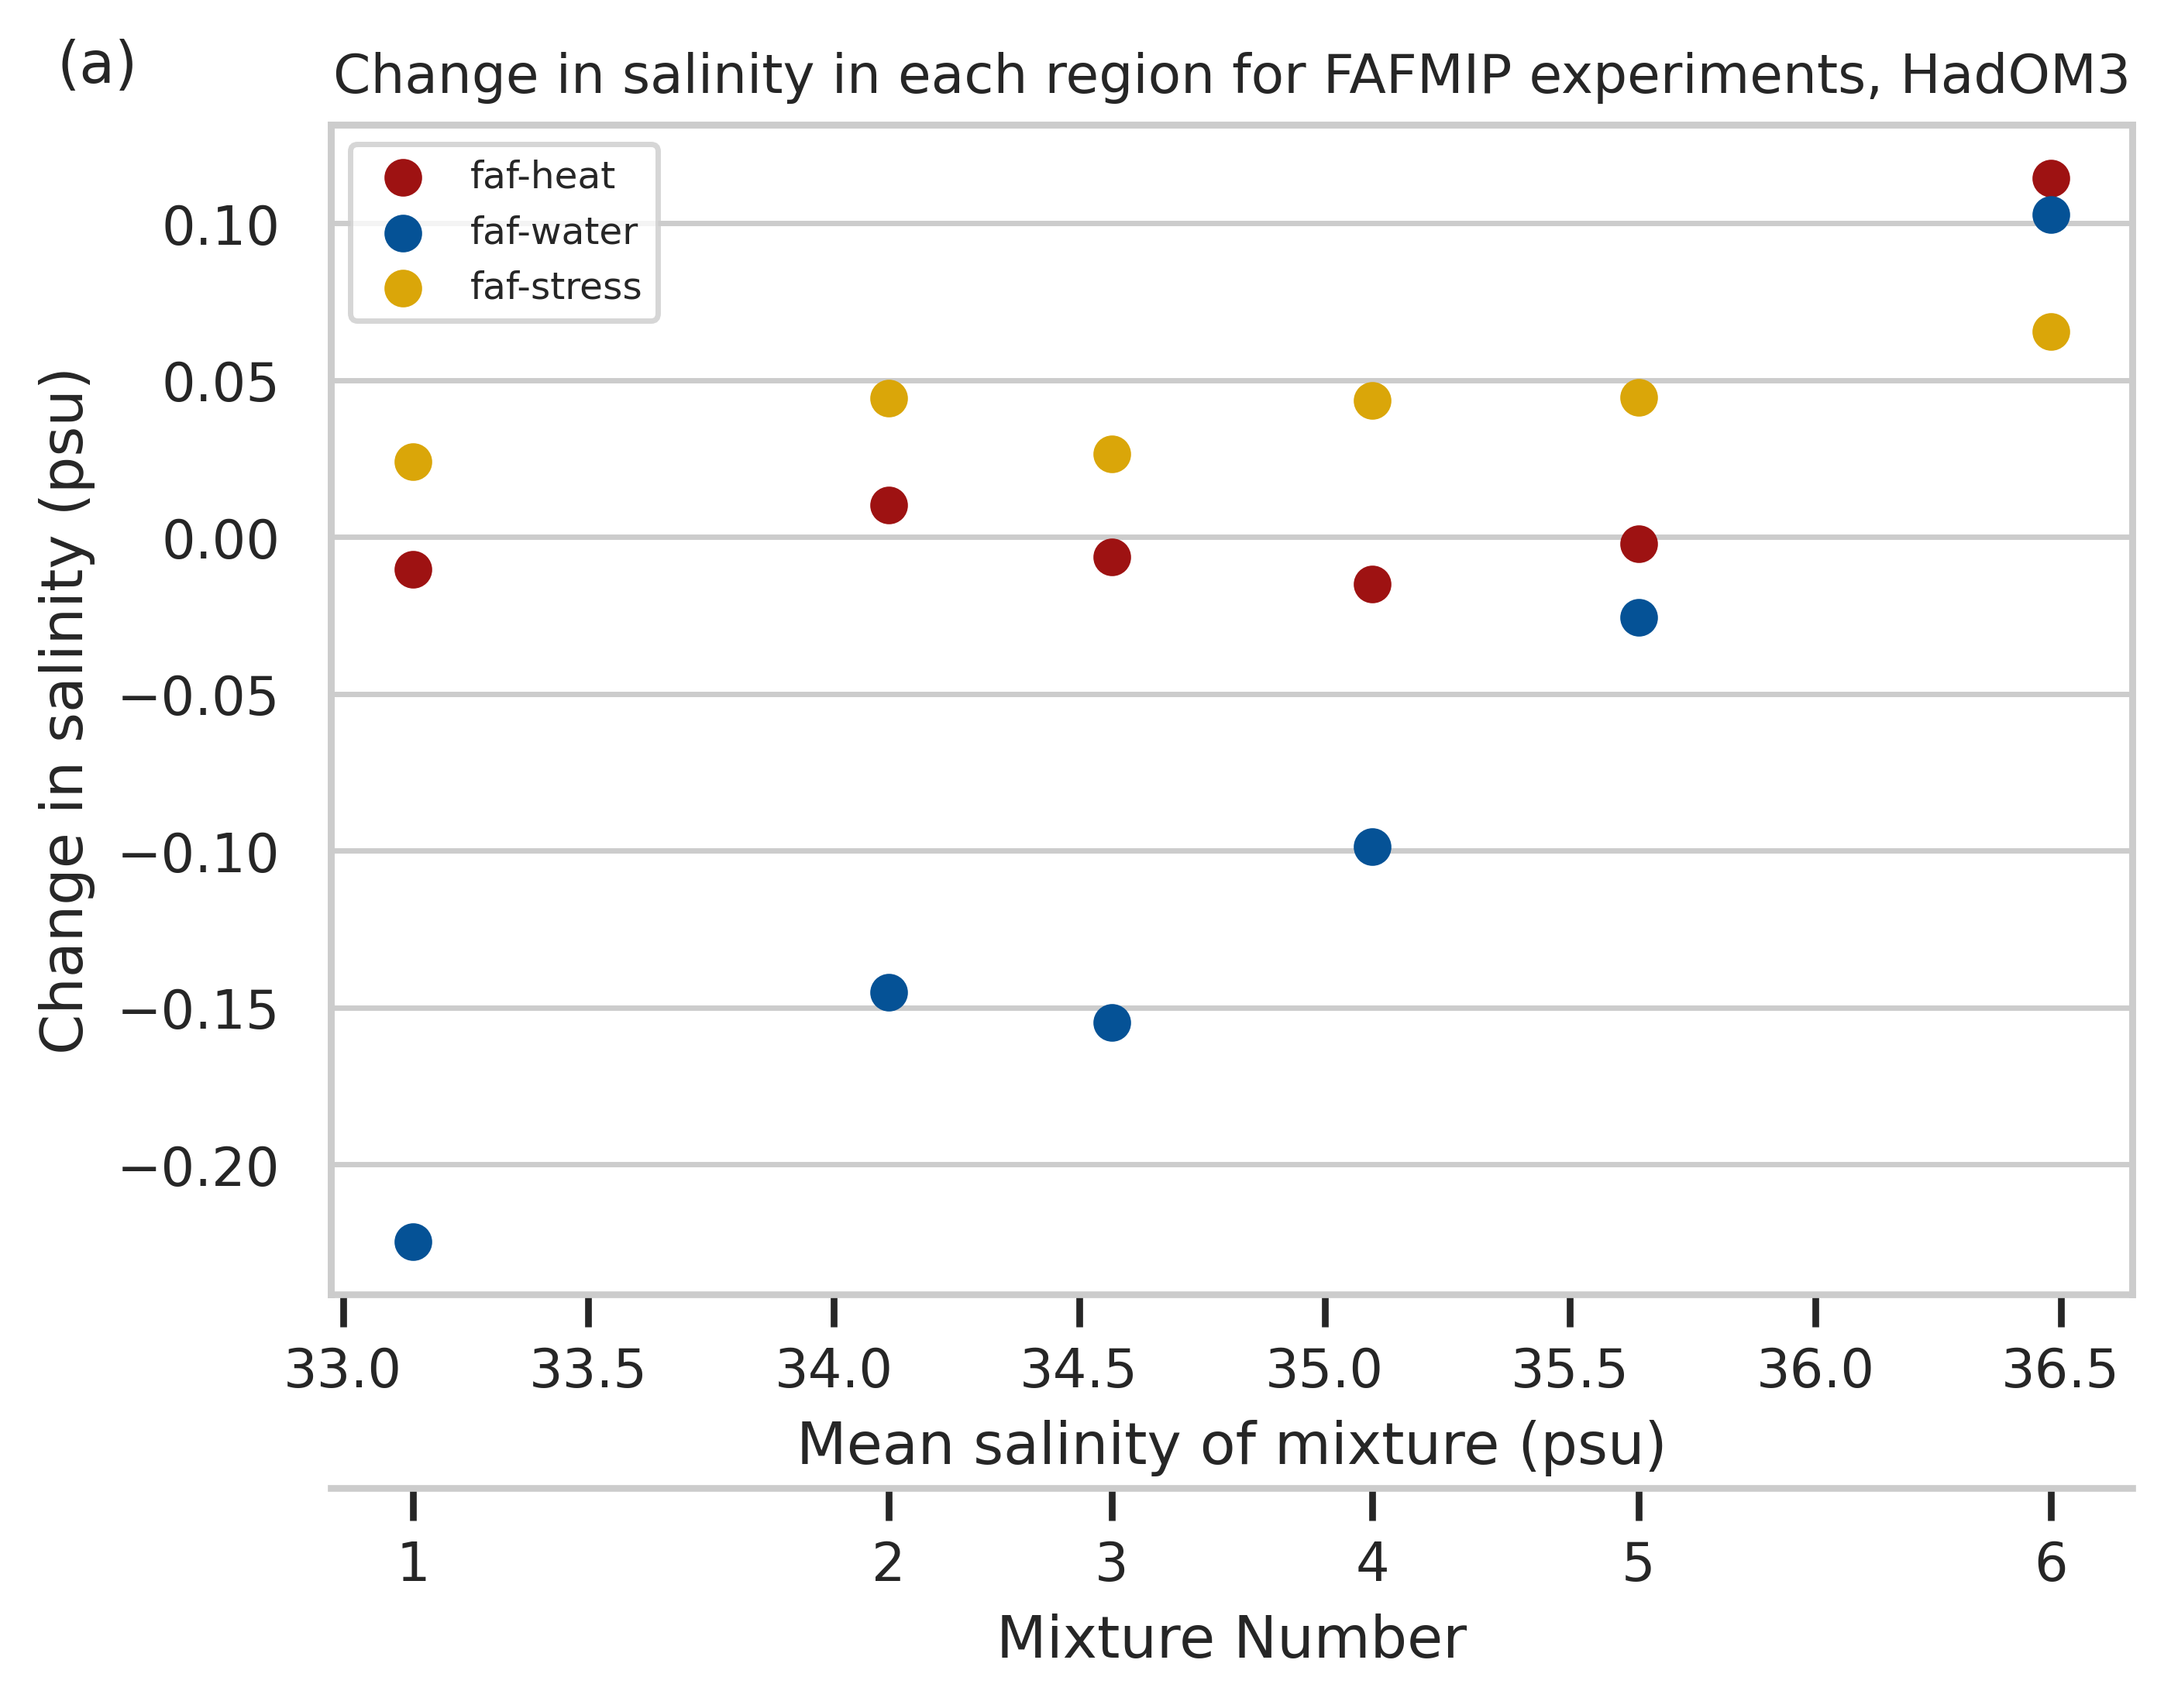 (a)
Change in salinity in each region for FAFMIP experiments, HadOM3
faf-heat
faf-water
faf-stress
Change in salinity (psu)
0.10
0.05
0.00
−0.05
−0.10
−0.15
−0.20
33.0 33.5 34.0 34.5 35.0 35.5 36.0 36.5
Mean salinity of mixture (psu)
1 2 3 4 5 6
Mixture Number